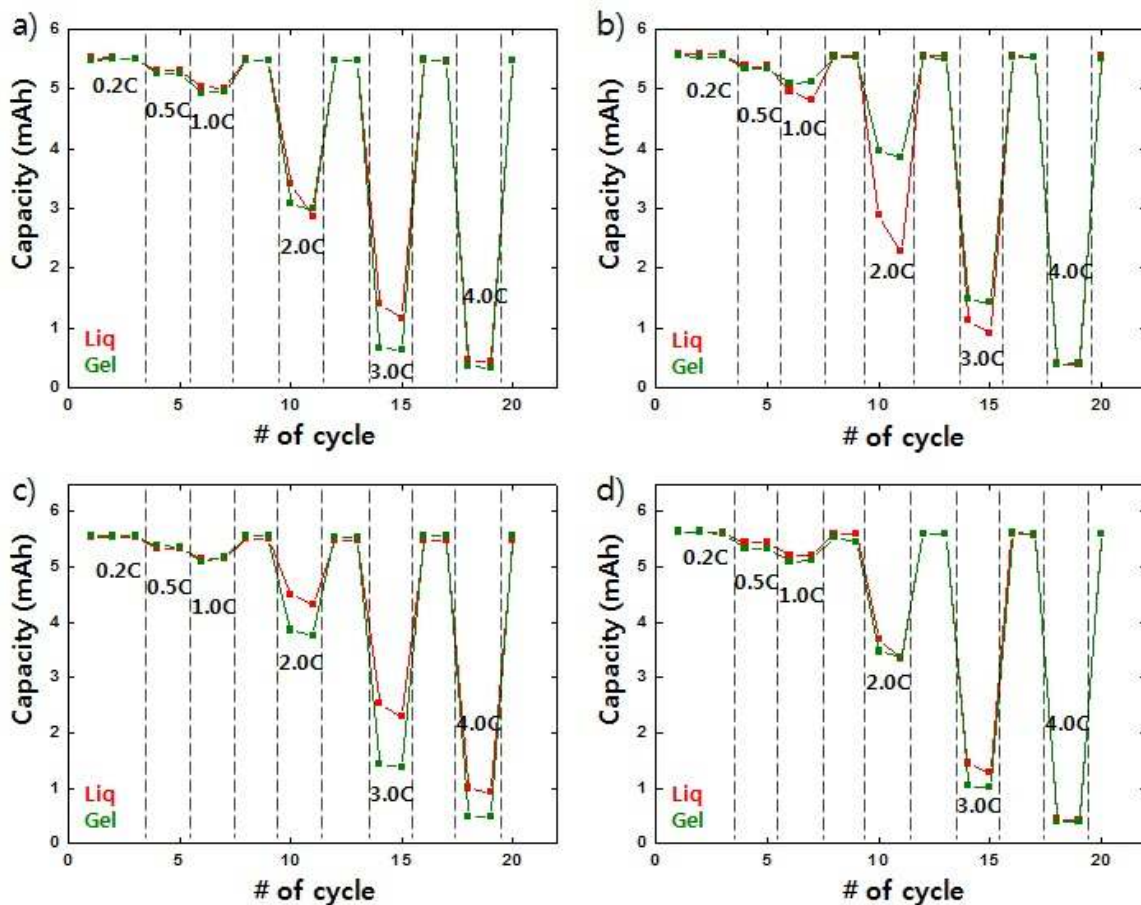 a)
Capacity (mAh)
6
5
4
3
2
1
0
0.2C
0.5C
1.0C
2.0C
3.0C
4.0C
Liq
Gel
0 5 10 15 20
# of cycle
b)
Capacity (mAh)
6
5
4
3
2
1
0
0.2C
0.5C
1.0C
2.0C
3.0C
4.0C
Liq
Gel
0 5 10 15 20
# of cycle
c)
Capacity (mAh)
6
5
4
3
2
1
0
0.2C
0.5C
1.0C
2.0C
3.0C
4.0C
Liq
Gel
0 5 10 15 20
# of cycle
d)
Capacity (mAh)
6
5
4
3
2
1
0
0.2C
0.5C
1.0C
2.0C
3.0C
4.0C
Liq
Gel
0 5 10 15 20
# of cycle